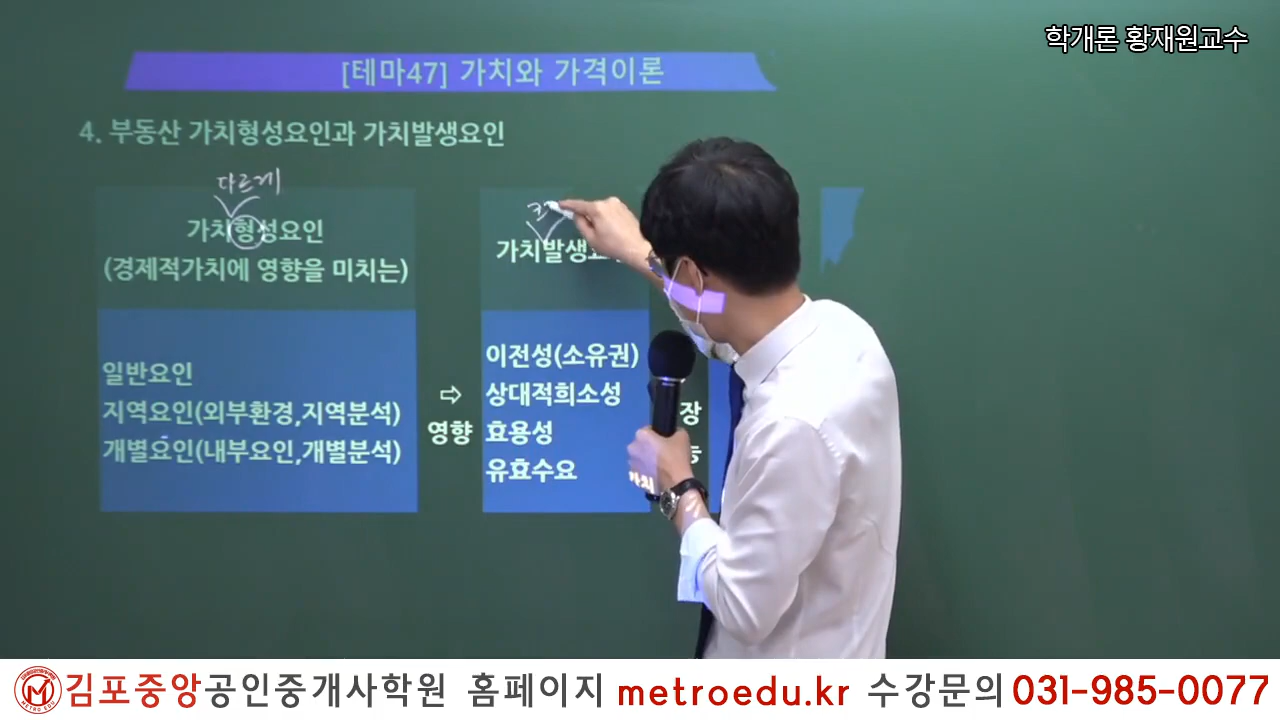 학개론 황재원교수
[테마47] 가치와 가격이론
4. 부동산 가치형성요인과 가치발생요인
다르게
가치형성요인
(경제적가치에 영향을 미치는)
가치발생
일반요인
지역요인(외부환경,지역분석)
개별요인(내부요인,개별분석)
⇨
영향
이전성(소유권)
상대적희소성
효용성
유효수요
장
가치
METRO EDU
김포중앙공인중개사학원 홈페이지 metroedu.kr 수강문의 031-985-0077